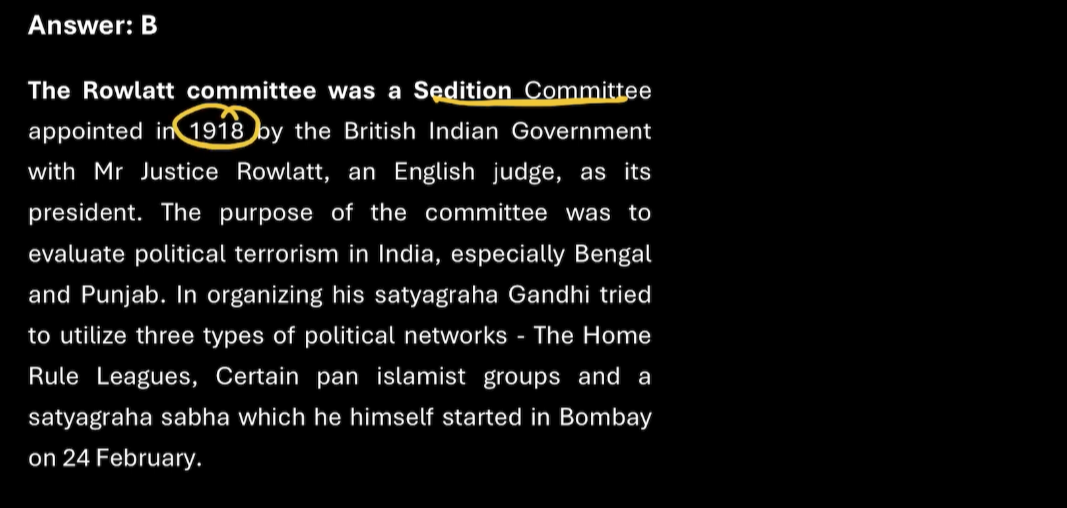 Answer: B
The Rowlatt committee was a Sedition Committee
appointed in 1918 by the British Indian Government
with Mr Justice Rowlatt, an English judge, as its
president. The purpose of the committee was to
evaluate political terrorism in India, especially Bengal
and Punjab. In organizing his satyagraha Gandhi tried
to utilize three types of political networks - The Home
Rule Leagues, Certain pan islamist groups and a
satyagraha sabha which he himself started in Bombay
on 24 February.